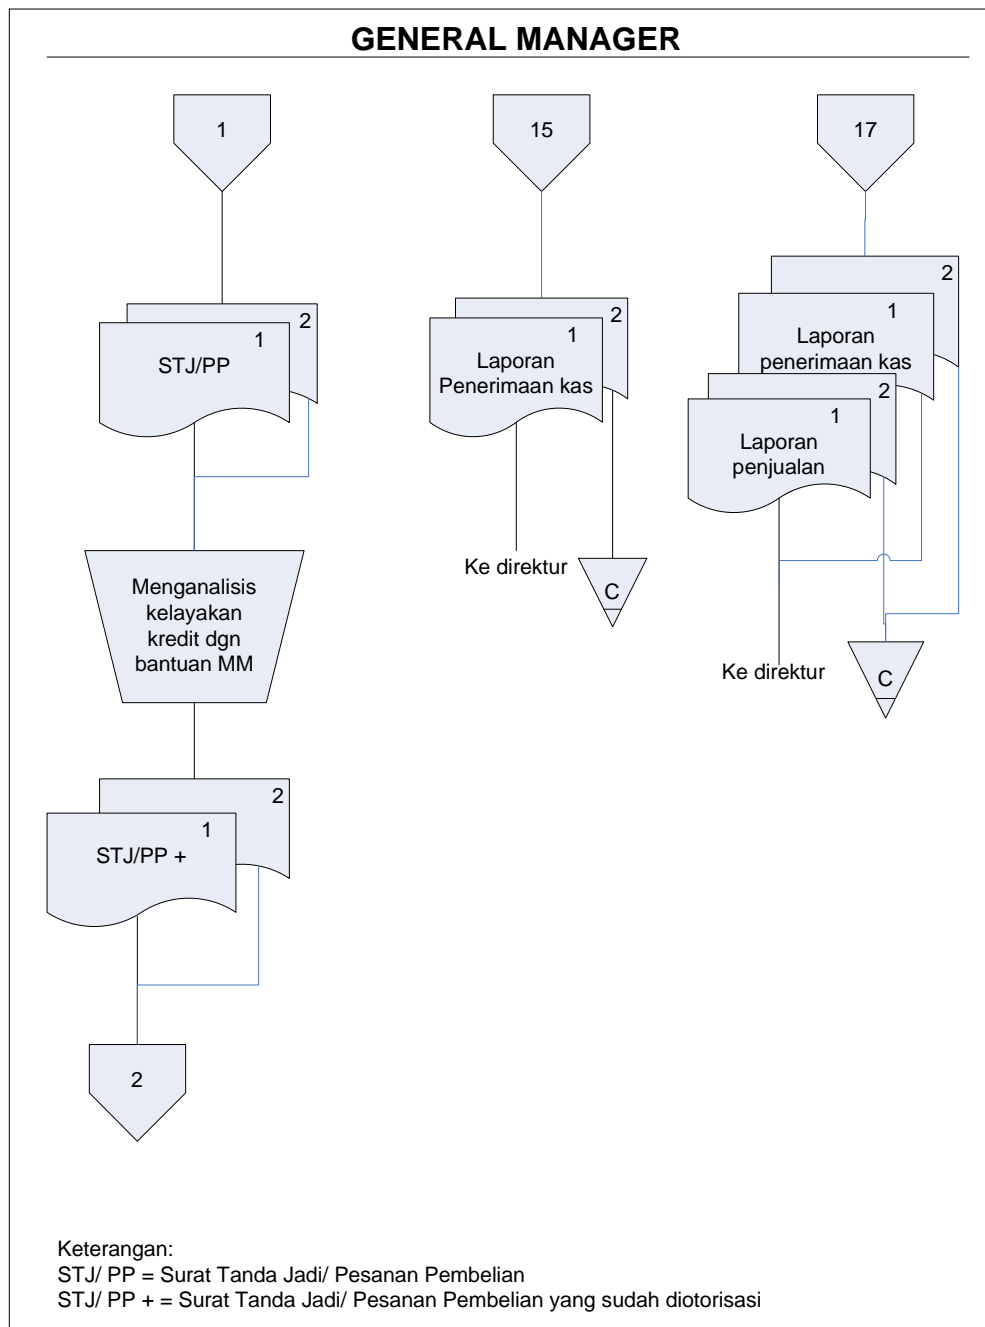 GENERAL MANAGER
1
2
1
STJ/PP
Menganalisis
kelayakan
kredit dgn
bantuan MM
2
1
STJ/PP +
2
15
2
1
Laporan
Penerimaan kas
Ke direktur
C
17
2
1
Laporan
penerimaan kas
2
1
Laporan
penjualan
Ke direktur
C
Keterangan:
STJ/ PP = Surat Tanda Jadi/ Pesanan Pembelian
STJ/ PP + = Surat Tanda Jadi/ Pesanan Pembelian yang sudah diotorisasi